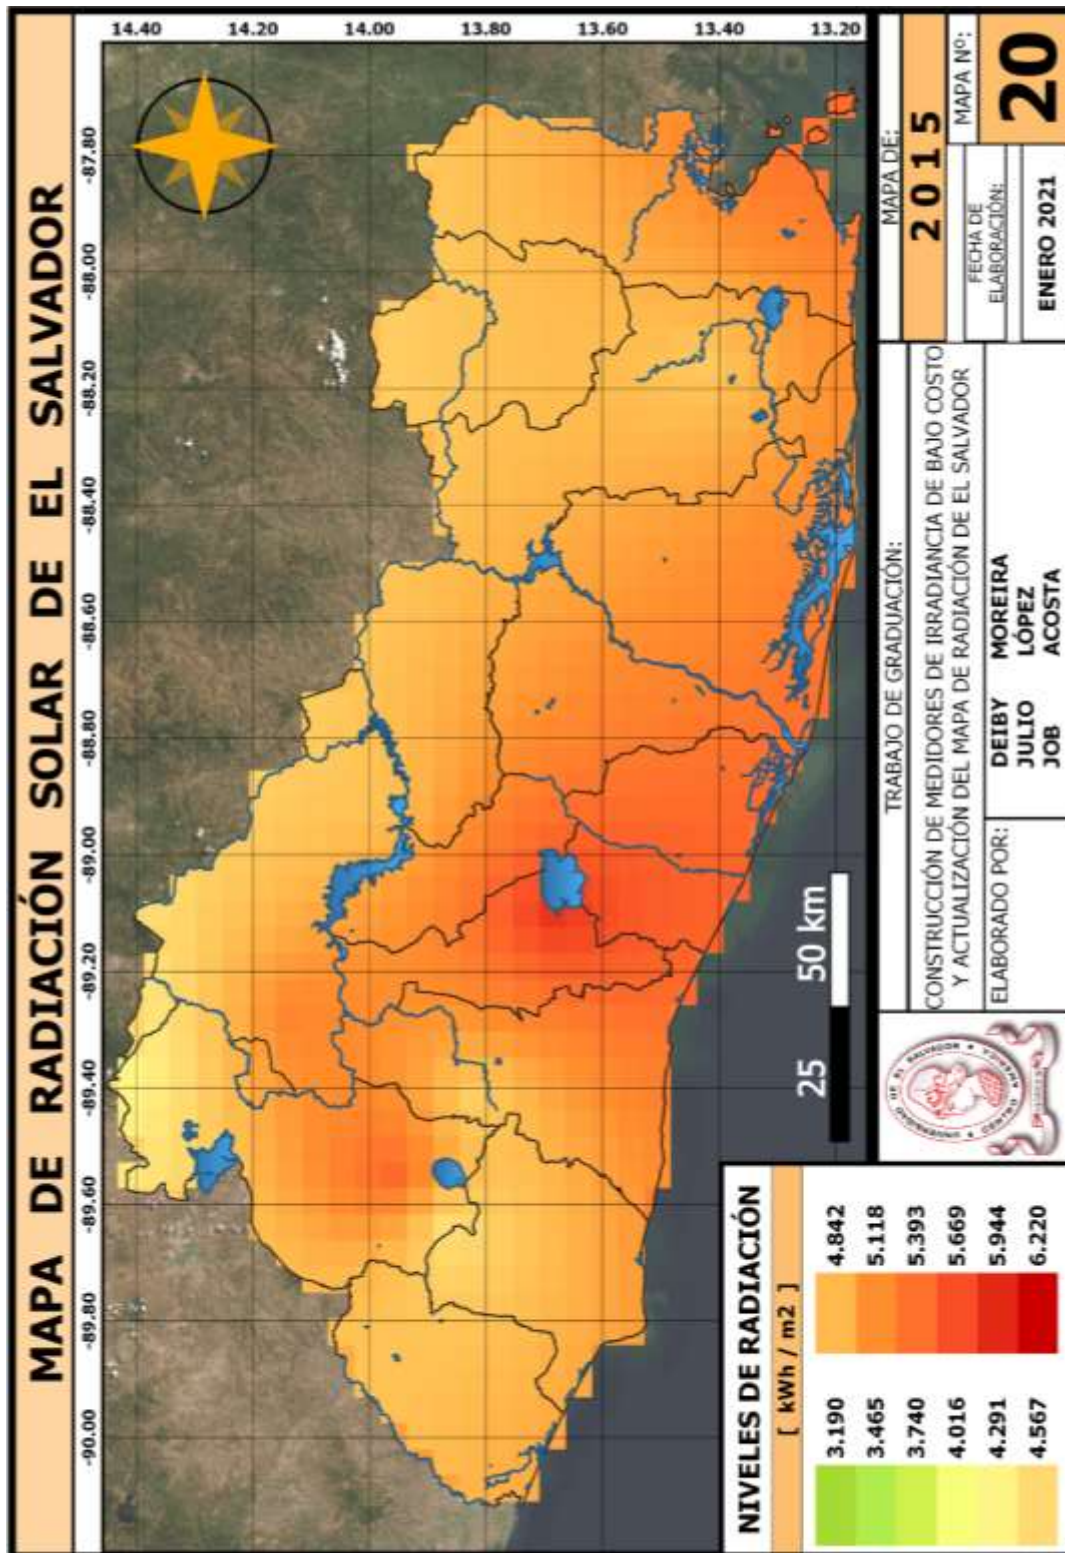 MAPA DE RADIACIÓN SOLAR DE EL SALVADOR
-90.00 -89.80 -89.60 -89.40 -89.20 -89.00 -88.80 -88.60 -88.40 -88.20 -88.00 -87.80
14.40
14.20
14.00
13.80
13.60
13.40
13.20
25 50 km
NIVELES DE RADIACIÓN
[ kWh / m2 ]
3.190 4.842
3.465 5.118
3.740 5.393
4.016 5.669
4.291 5.944
4.567 6.220
TRABAJO DE GRADUACIÓN:
CONSTRUCCIÓN DE MEDIDORES DE IRRADIANCIA DE BAJO COSTO
Y ACTUALIZACIÓN DEL MAPA DE RADIACIÓN DE EL SALVADOR
ELABORADO POR:
DEIBY MOREIRA
JULIO LÓPEZ
JOB ACOSTA
MAPA DE:
2015
FECHA DE
ELABORACIÓN:
ENERO 2021
MAPA Nº:
20
UNIVERSIDAD DE EL SALVADOR
CENTRO AMERICA